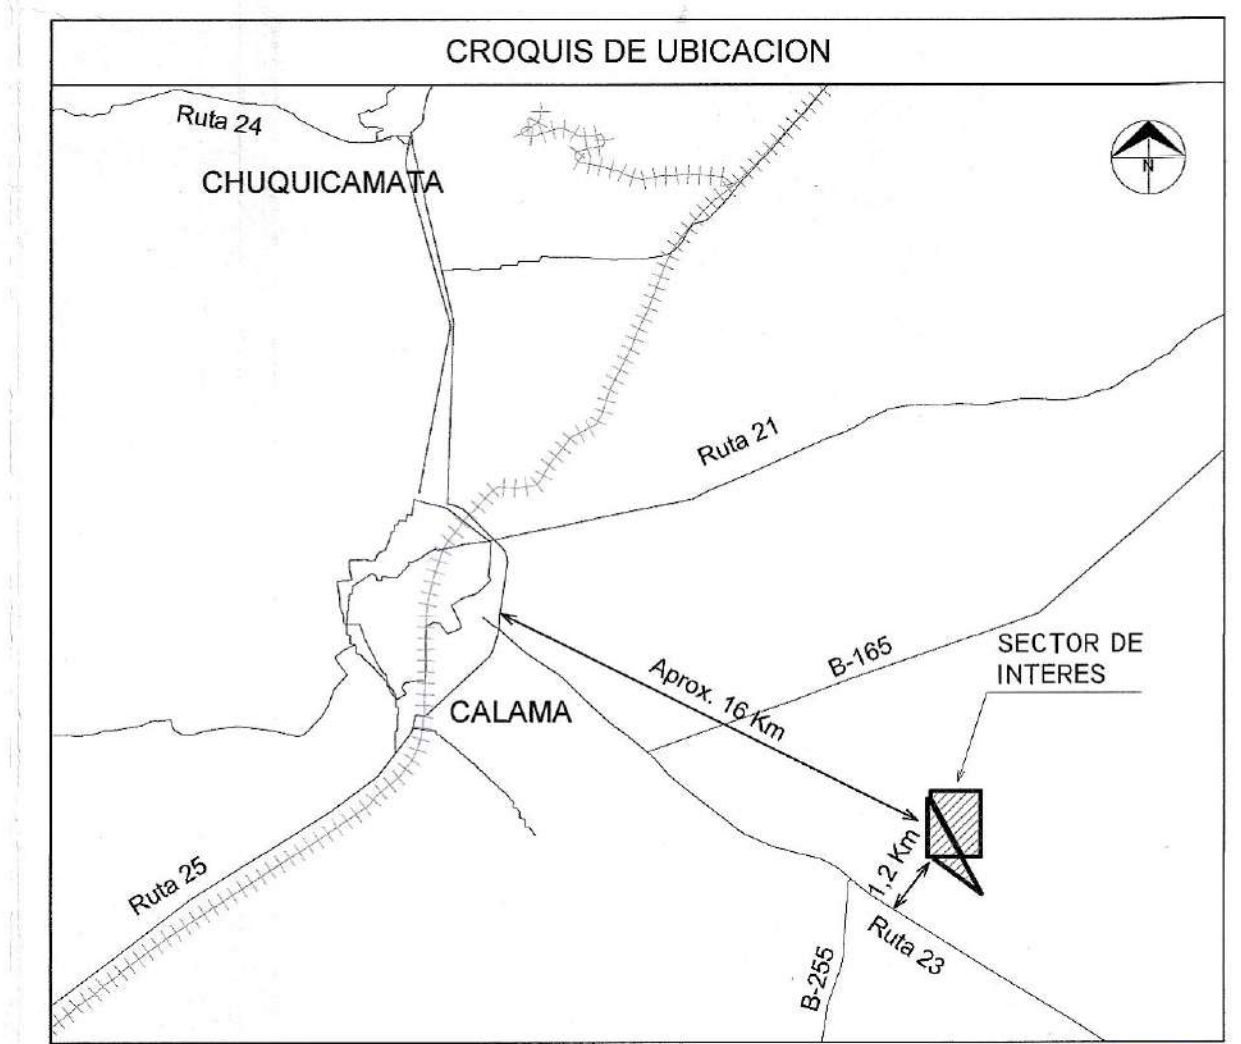 CROQUIS DE UBICACION
Ruta 24
CHUQUICAMATA
N
Ruta 21
B-165
SECTOR DE
INTERES
Aprox. 16 Km
CALAMA
1,2 Km
Ruta 25
Ruta 23
B-255